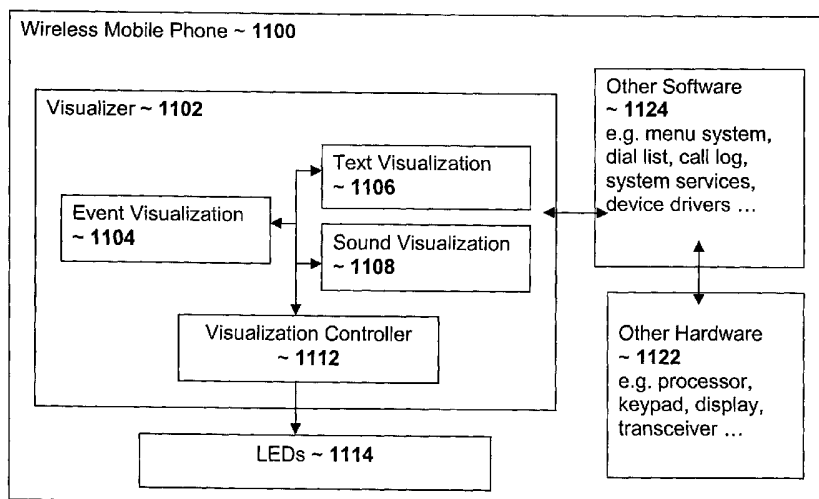 Wireless Mobile Phone ~ 1100
Visualizer ~ 1102
Text Visualization
~ 1106
Event Visualization
~ 1104
Sound Visualization
~ 1108
Visualization Controller
~ 1112
LEDs ~ 1114
Other Software
~ 1124
e.g. menu system,
dial list, call log,
system services,
device drivers ...
Other Hardware
~ 1122
e.g. processor,
keypad, display,
transceiver ...